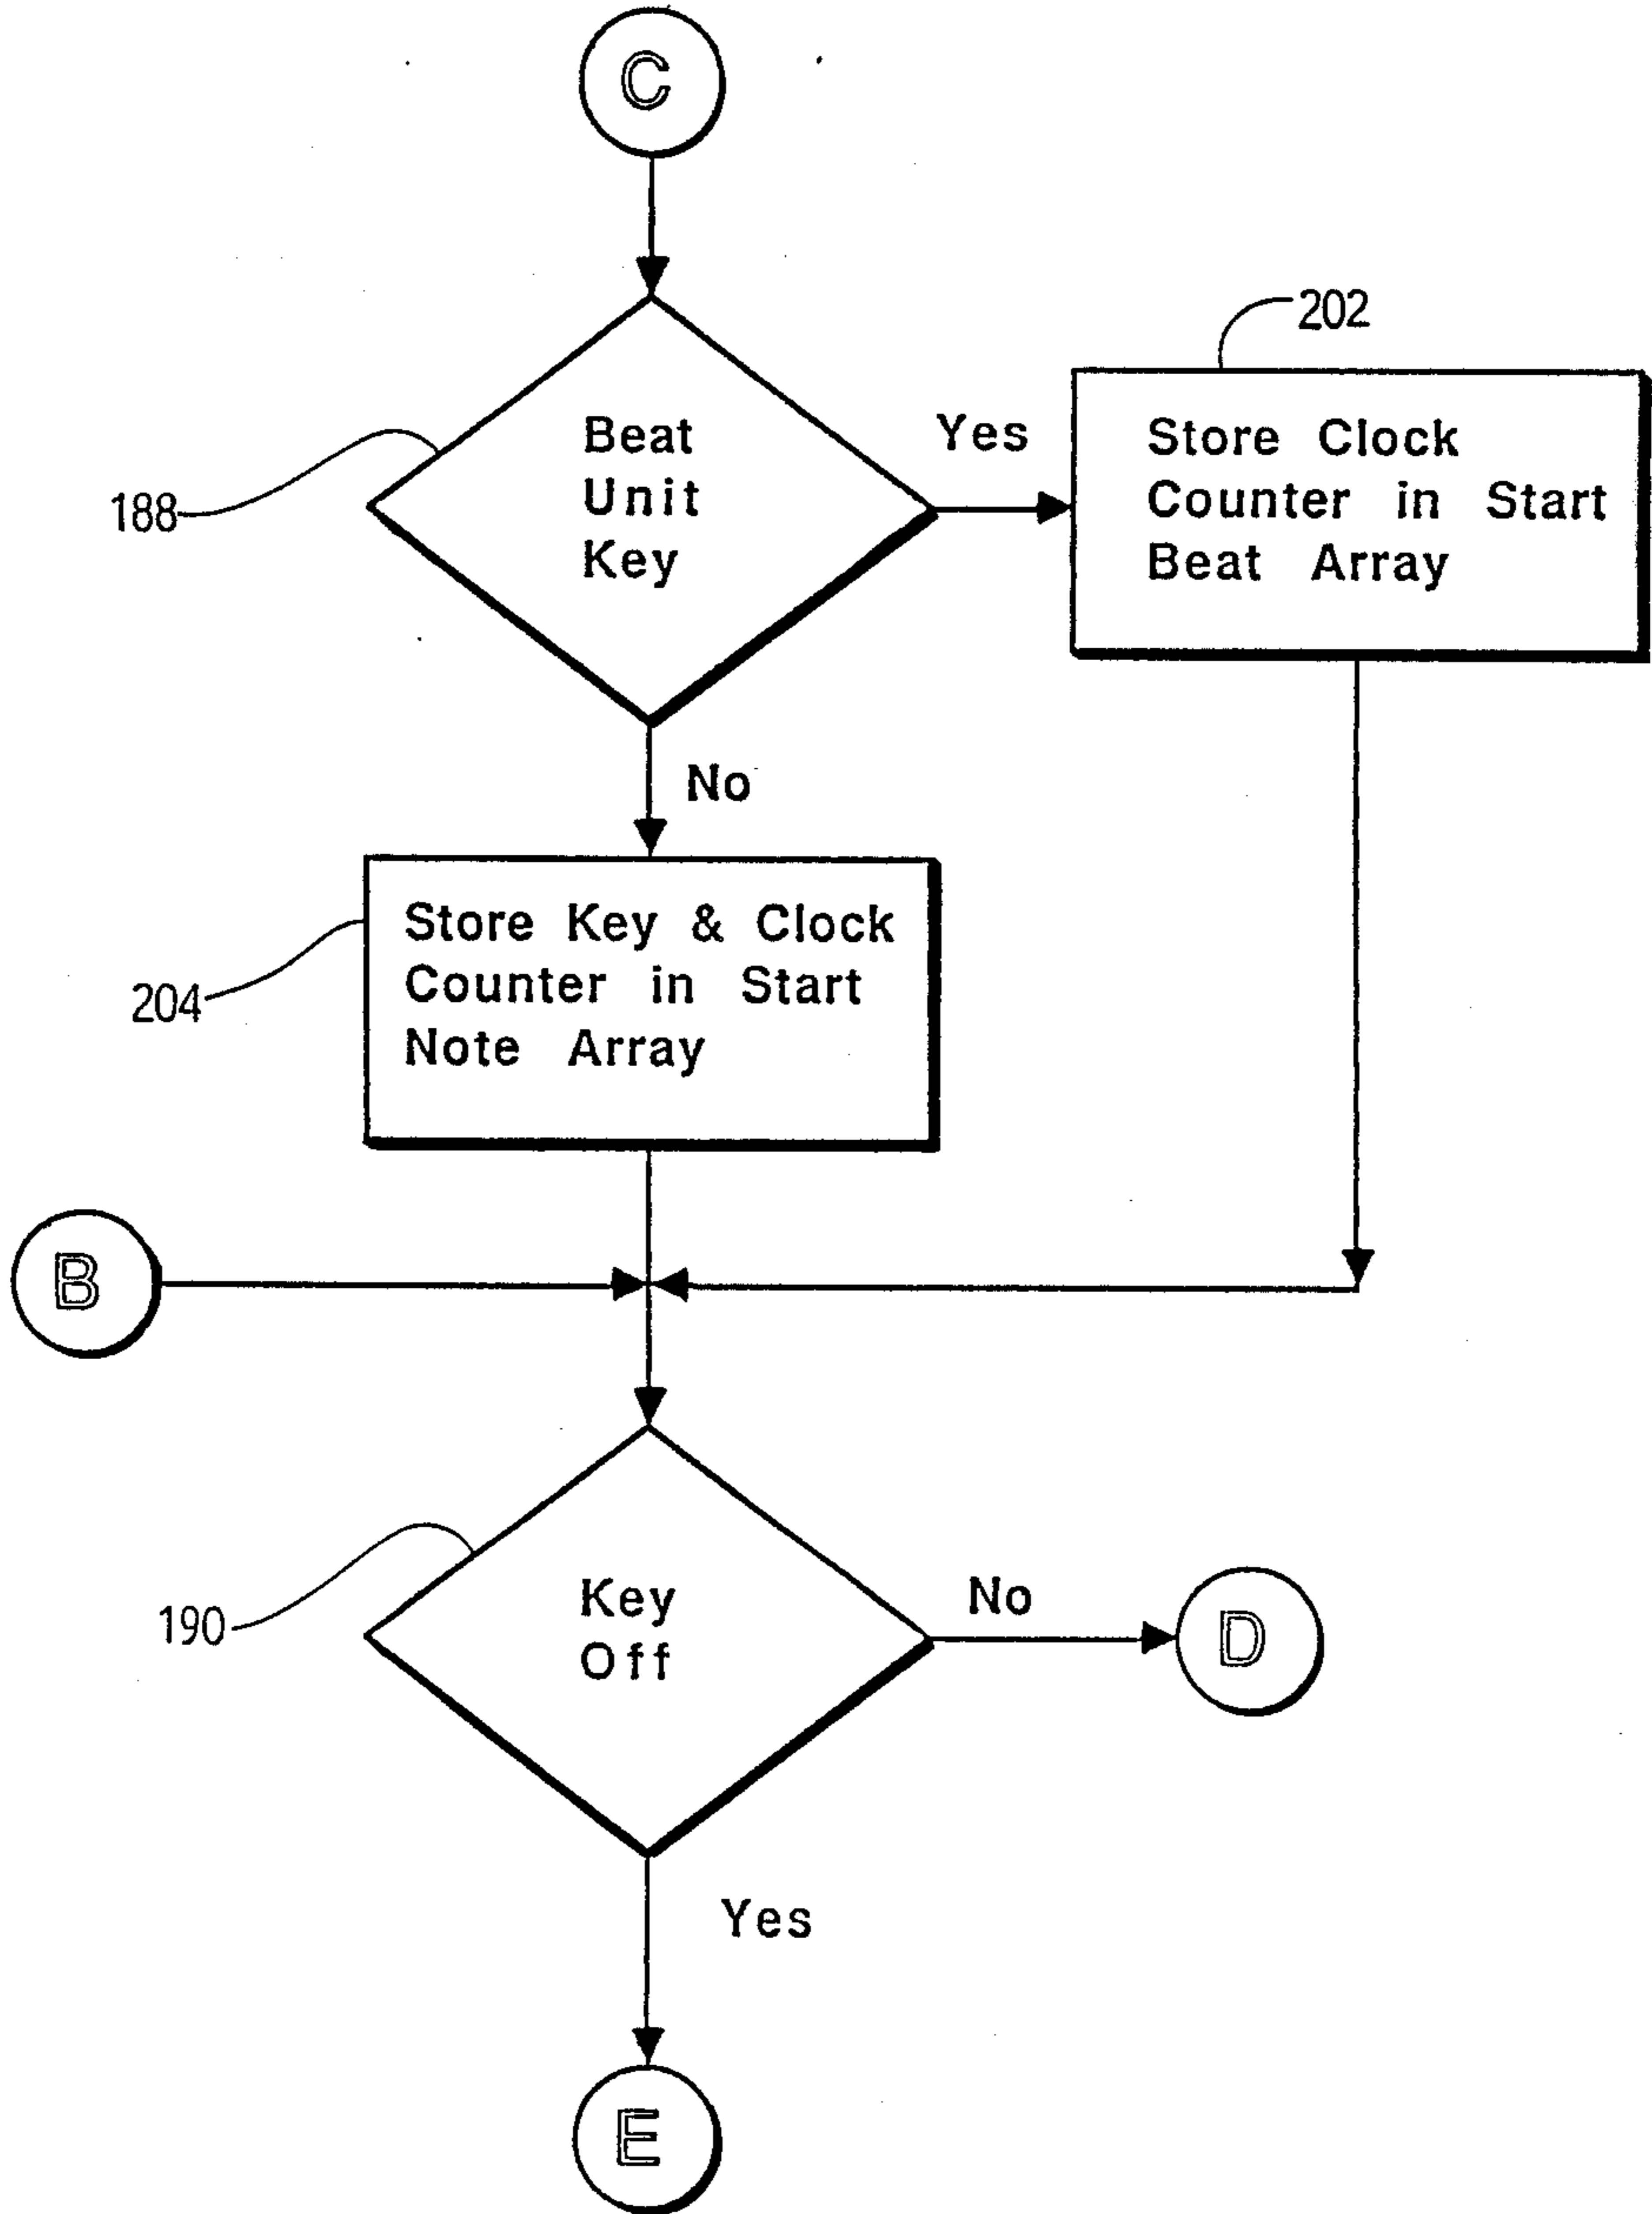 C
202
Yes
Beat
Unit
Key
Store Clock
Counter in Start
Beat Array
188
No
Store Key & Clock
Counter in Start
Note Array
204
B
Key
Off
No
190
D
Yes
E